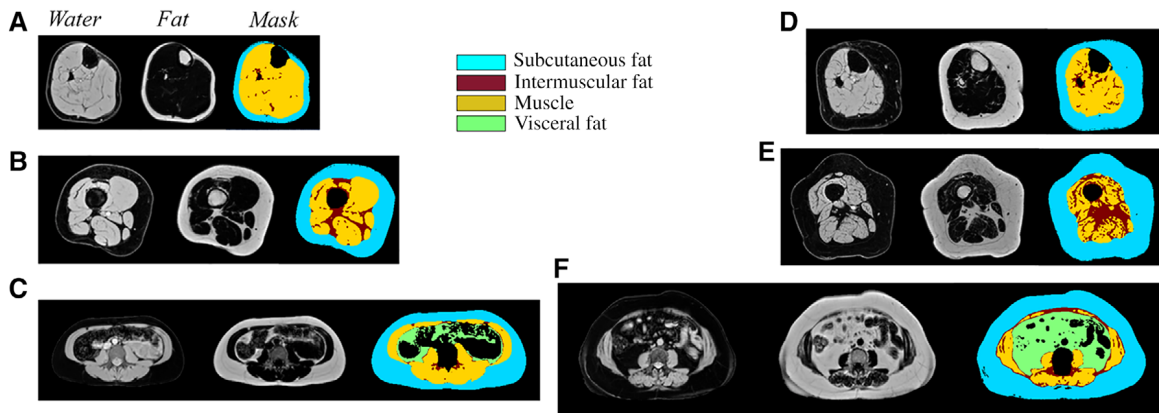 Water Fat Mask
A
B
C
Subcutaneous fat
Intermuscular fat
Muscle
Visceral fat
D
E
F